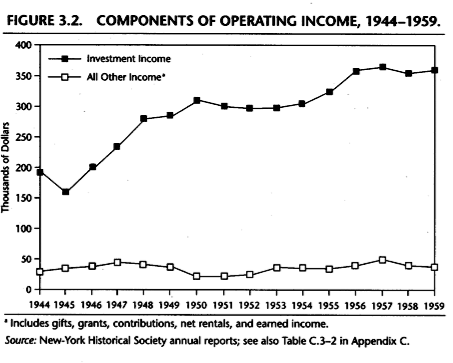 FIGURE 3.2. COMPONENTS OF OPERATING INCOME, 1944–1959.
400
350
300
250
200
150
100
50
0
Thousands of Dollars
Investment Income
All Other Income*
1944 1945 1946 1947 1948 1949 1950 1951 1952 1953 1954 1955 1956 1957 1958 1959
* Includes gifts, grants, contributions, net rentals, and earned income.
Source: New-York Historical Society annual reports; see also Table C.3–2 in Appendix C.